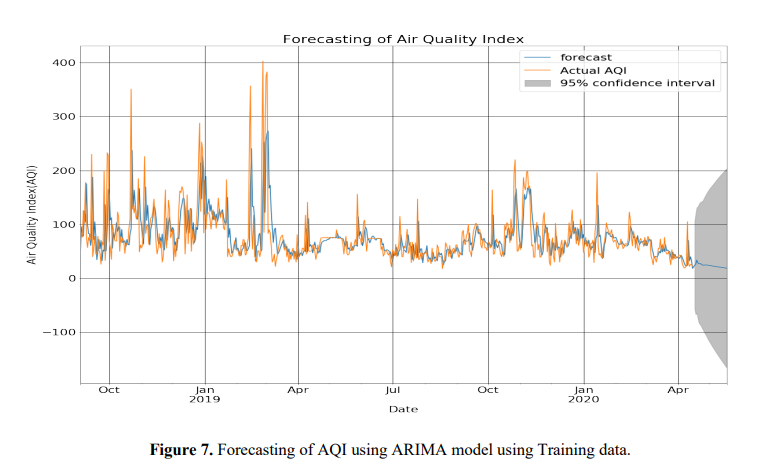 Forecasting of Air Quality Index
forecast
Actual AQI
95% confidence interval
Air Quality Index(AQI)
400
300
200
100
0
−100
Oct
Jan
2019
Apr
Jul
Oct
Jan
2020
Apr
Date
Figure 7. Forecasting of AQI using ARIMA model using Training data.